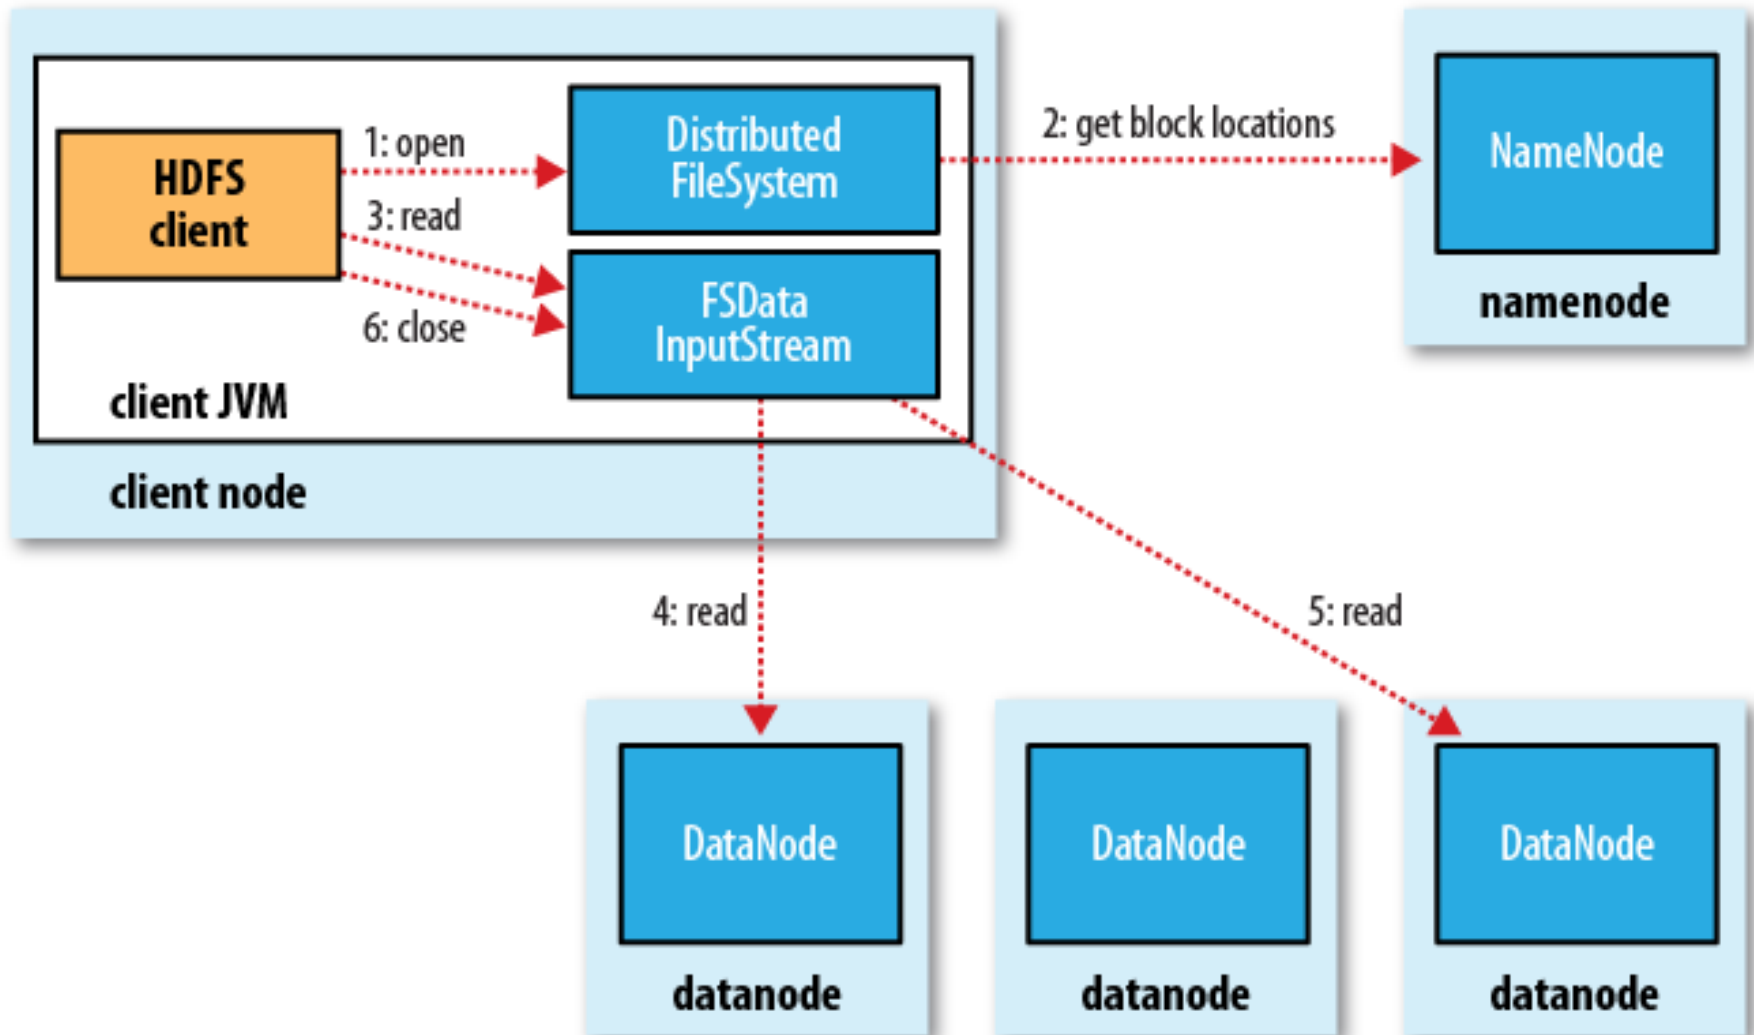 HDFS
client
1: open
3: read
6: close
Distributed
FileSystem
FSData
InputStream
client JVM
client node
2: get block locations
NameNode
namenode
4: read
5: read
DataNode
datanode
DataNode
datanode
DataNode
datanode